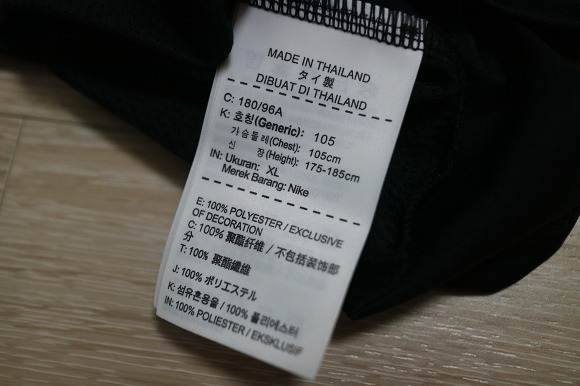 MADE IN THAILAND
タイ製
DIBUAT DI THAILAND
C: 180/96A
K: 호칭(Generic): 105
가슴둘레(Chest): 105cm
신 장(Height): 175-185cm
IN: Ukuran: XL
Merek Barang: Nike
E: 100% POLYESTER / EXCLUSIVE
OF DECORATION
C: 100% 聚酯纤维 / 不包括装饰部
分
T: 100% 聚酯纖維
J: 100% ポリエステル
K: 섬유혼용율 / 100% 폴리에스터
IN: 100% POLIESTER / EKSKLUSIF